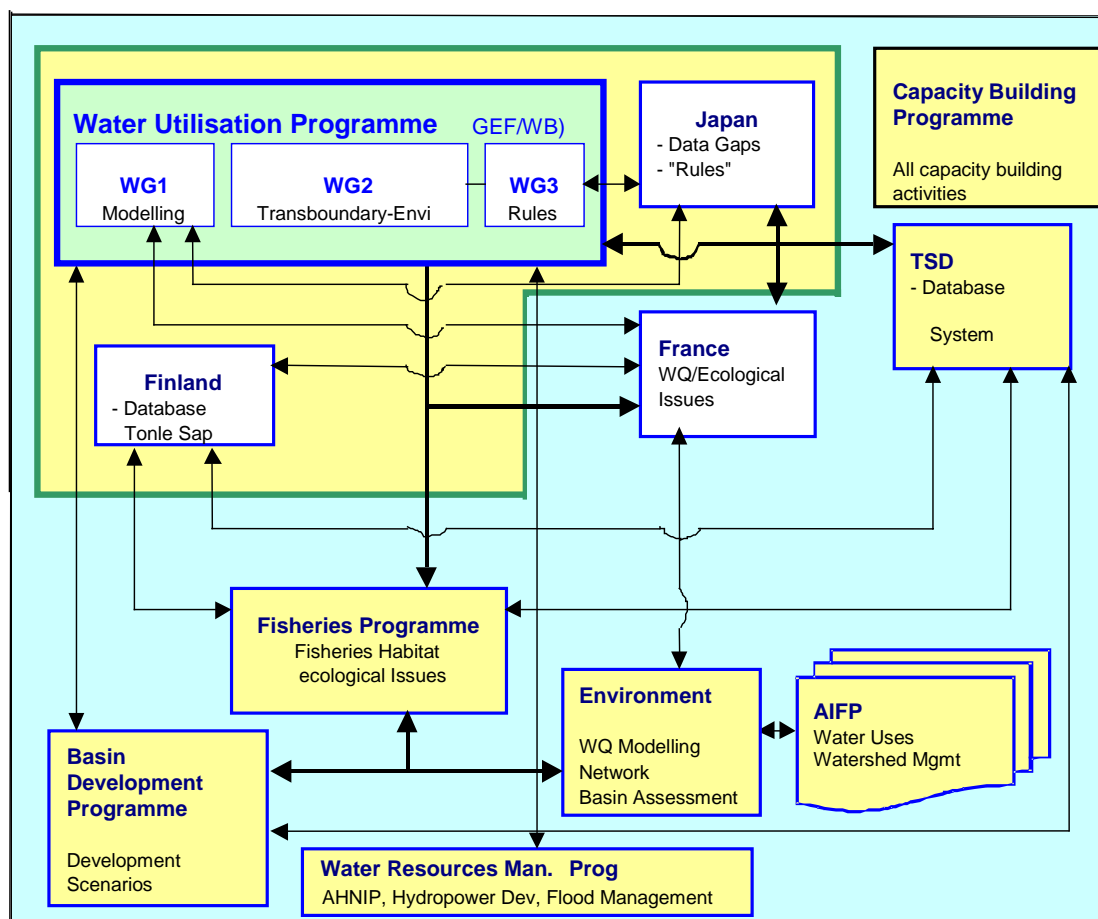 Water Utilisation Programme GEF/WB)
WG1
Modelling
WG2
Transboundary-Envi
WG3
Rules
Japan
- Data Gaps
- "Rules"
Capacity Building
Programme
All capacity building
activities
TSD
- Database
System
France
WQ/Ecological
Issues
Finland
- Database
Tonle Sap
Fisheries Programme
Fisheries Habitat
ecological Issues
Environment
WQ Modelling
Network
Basin Assessment
AIFP
Water Uses
Watershed Mgmt
Basin
Development
Programme
Development
Scenarios
Water Resources Man. Prog
AHNIP, Hydropower Dev, Flood Management